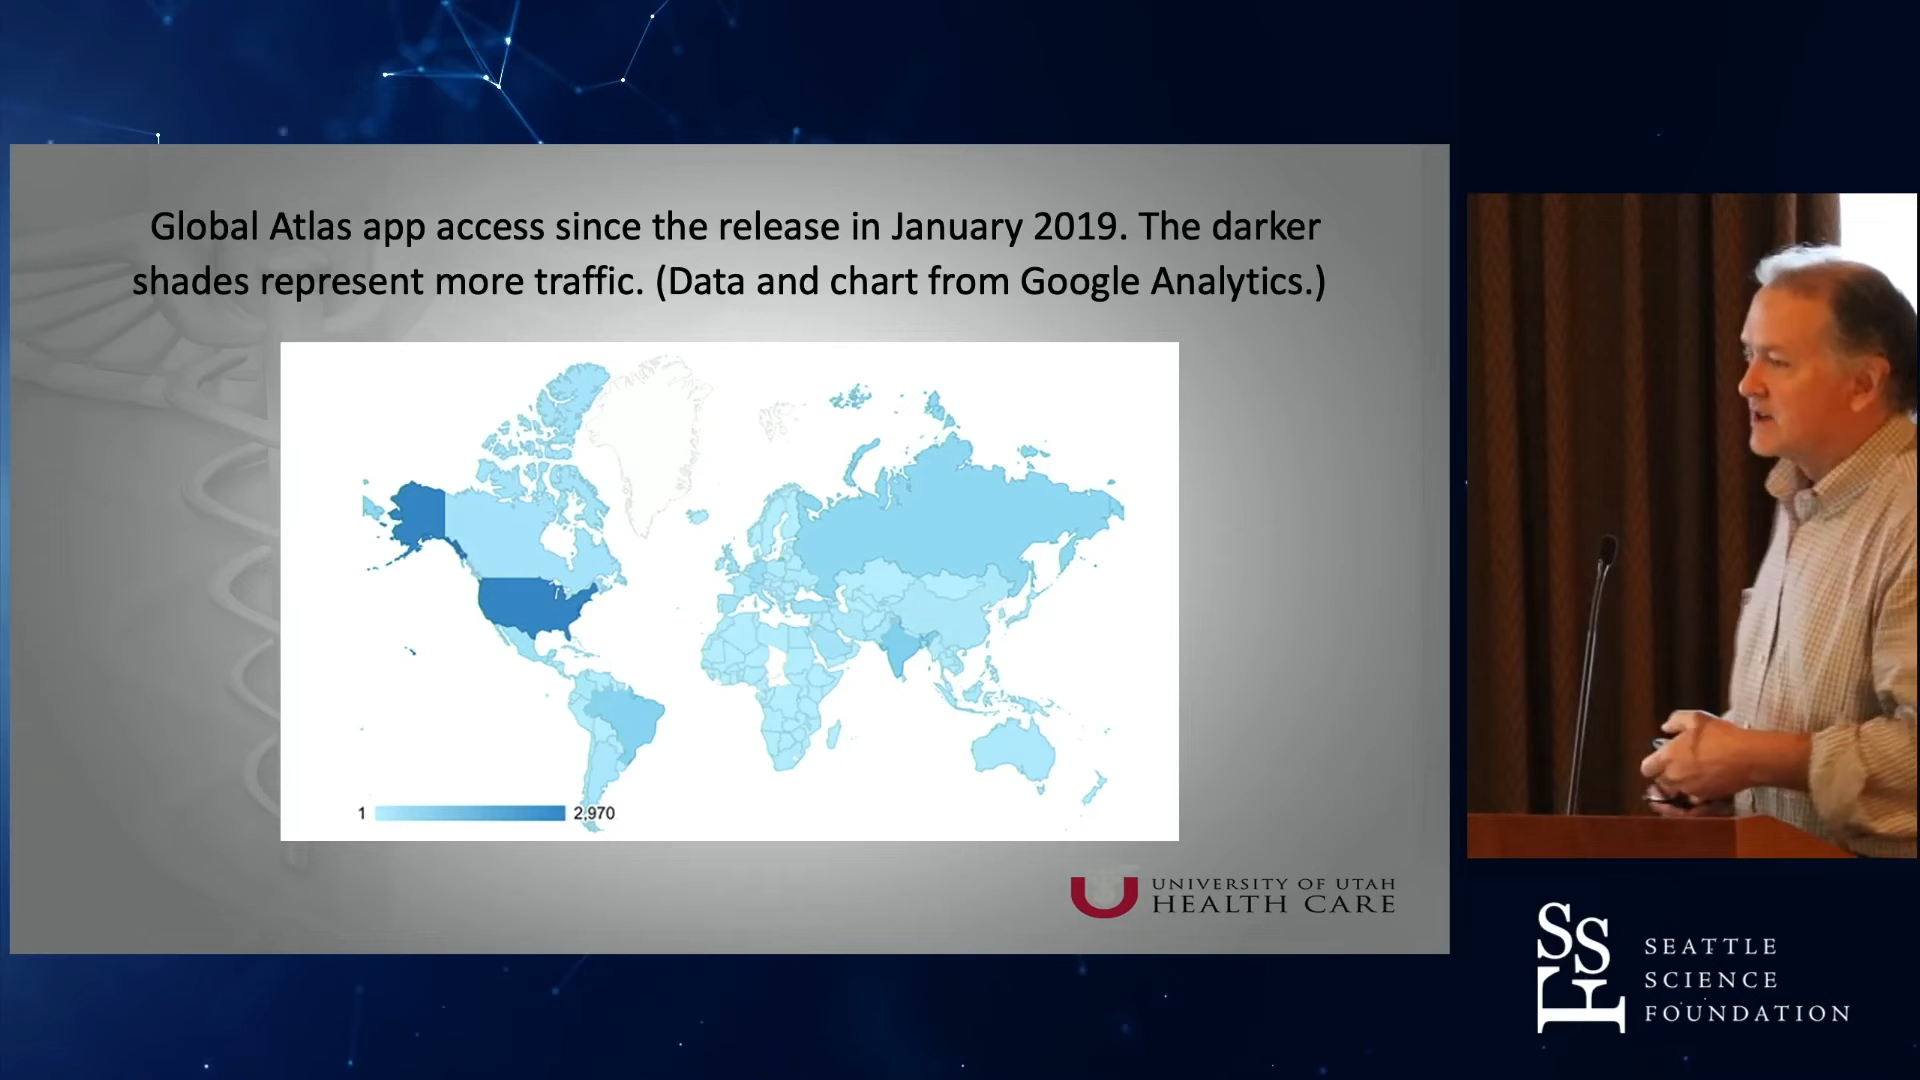 Global Atlas app access since the release in January 2019. The darker
shades represent more traffic. (Data and chart from Google Analytics.)
1
2,970
UNIVERSITY OF UTAH
HEALTH CARE
SSF
SEATTLE
SCIENCE
FOUNDATION